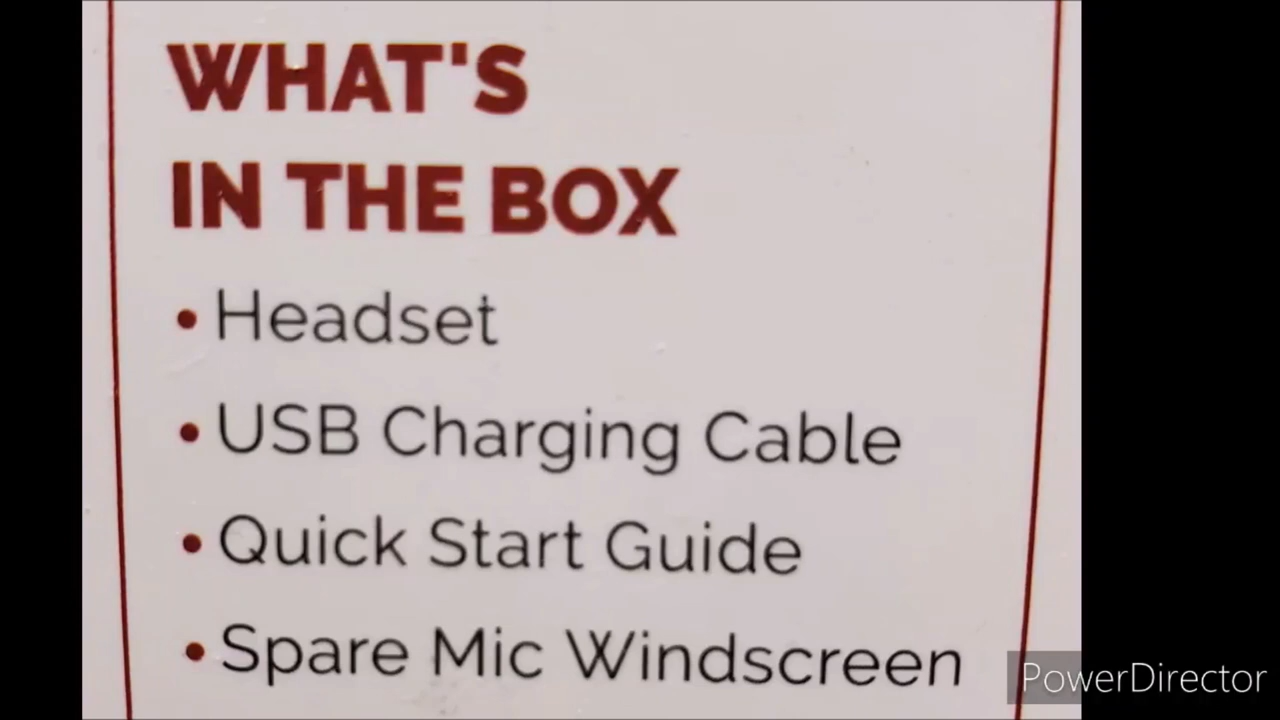 WHAT'S
IN THE BOX
• Headset
• USB Charging Cable
• Quick Start Guide
• Spare Mic Windscreen
PowerDirector